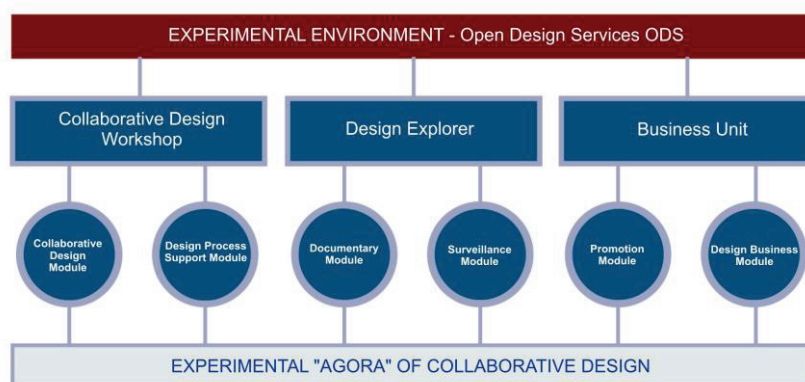 EXPERIMENTAL ENVIRONMENT - Open Design Services ODS
Collaborative Design
Workshop
Design Explorer
Business Unit
Collaborative
Design
Module
Design Process
Support Module
Documentary
Module
Surveillance
Module
Promotion
Module
Design Business
Module
EXPERIMENTAL "AGORA" OF COLLABORATIVE DESIGN